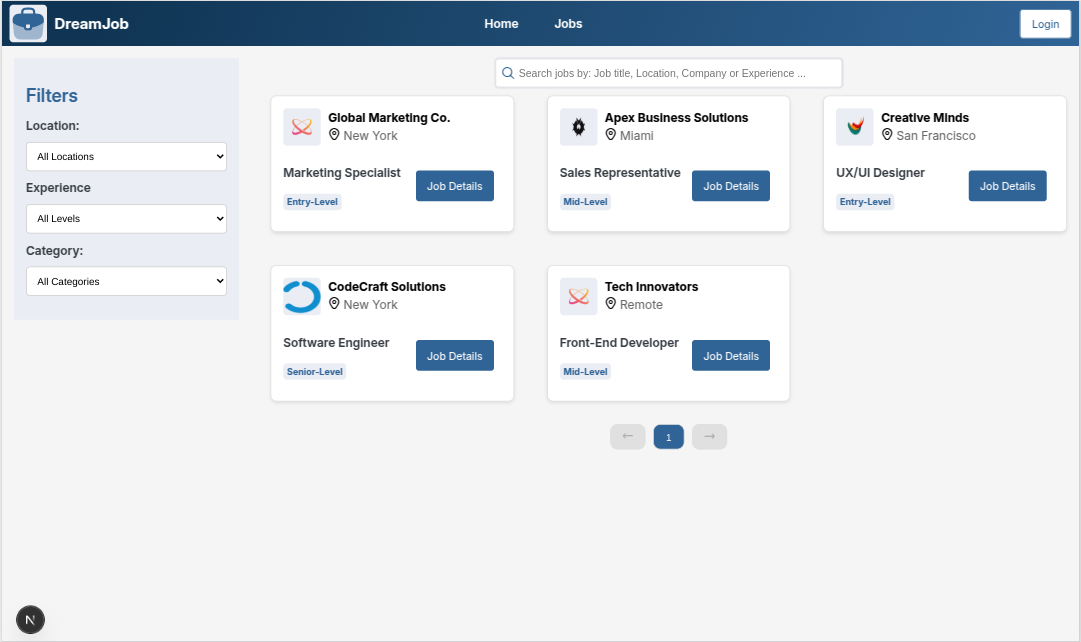 DreamJob
Home
Jobs
Login
Search jobs by: Job title, Location, Company or Experience ...
Filters
Location:
All Locations
Experience
All Levels
Category:
All Categories
Global Marketing Co.
New York
Marketing Specialist
Job Details
Entry-Level
Apex Business Solutions
Miami
Sales Representative
Job Details
Mid-Level
Creative Minds
San Francisco
UX/UI Designer
Job Details
Entry-Level
CodeCraft Solutions
New York
Software Engineer
Job Details
Senior-Level
Tech Innovators
Remote
Front-End Developer
Job Details
Mid-Level
← 1 →
N